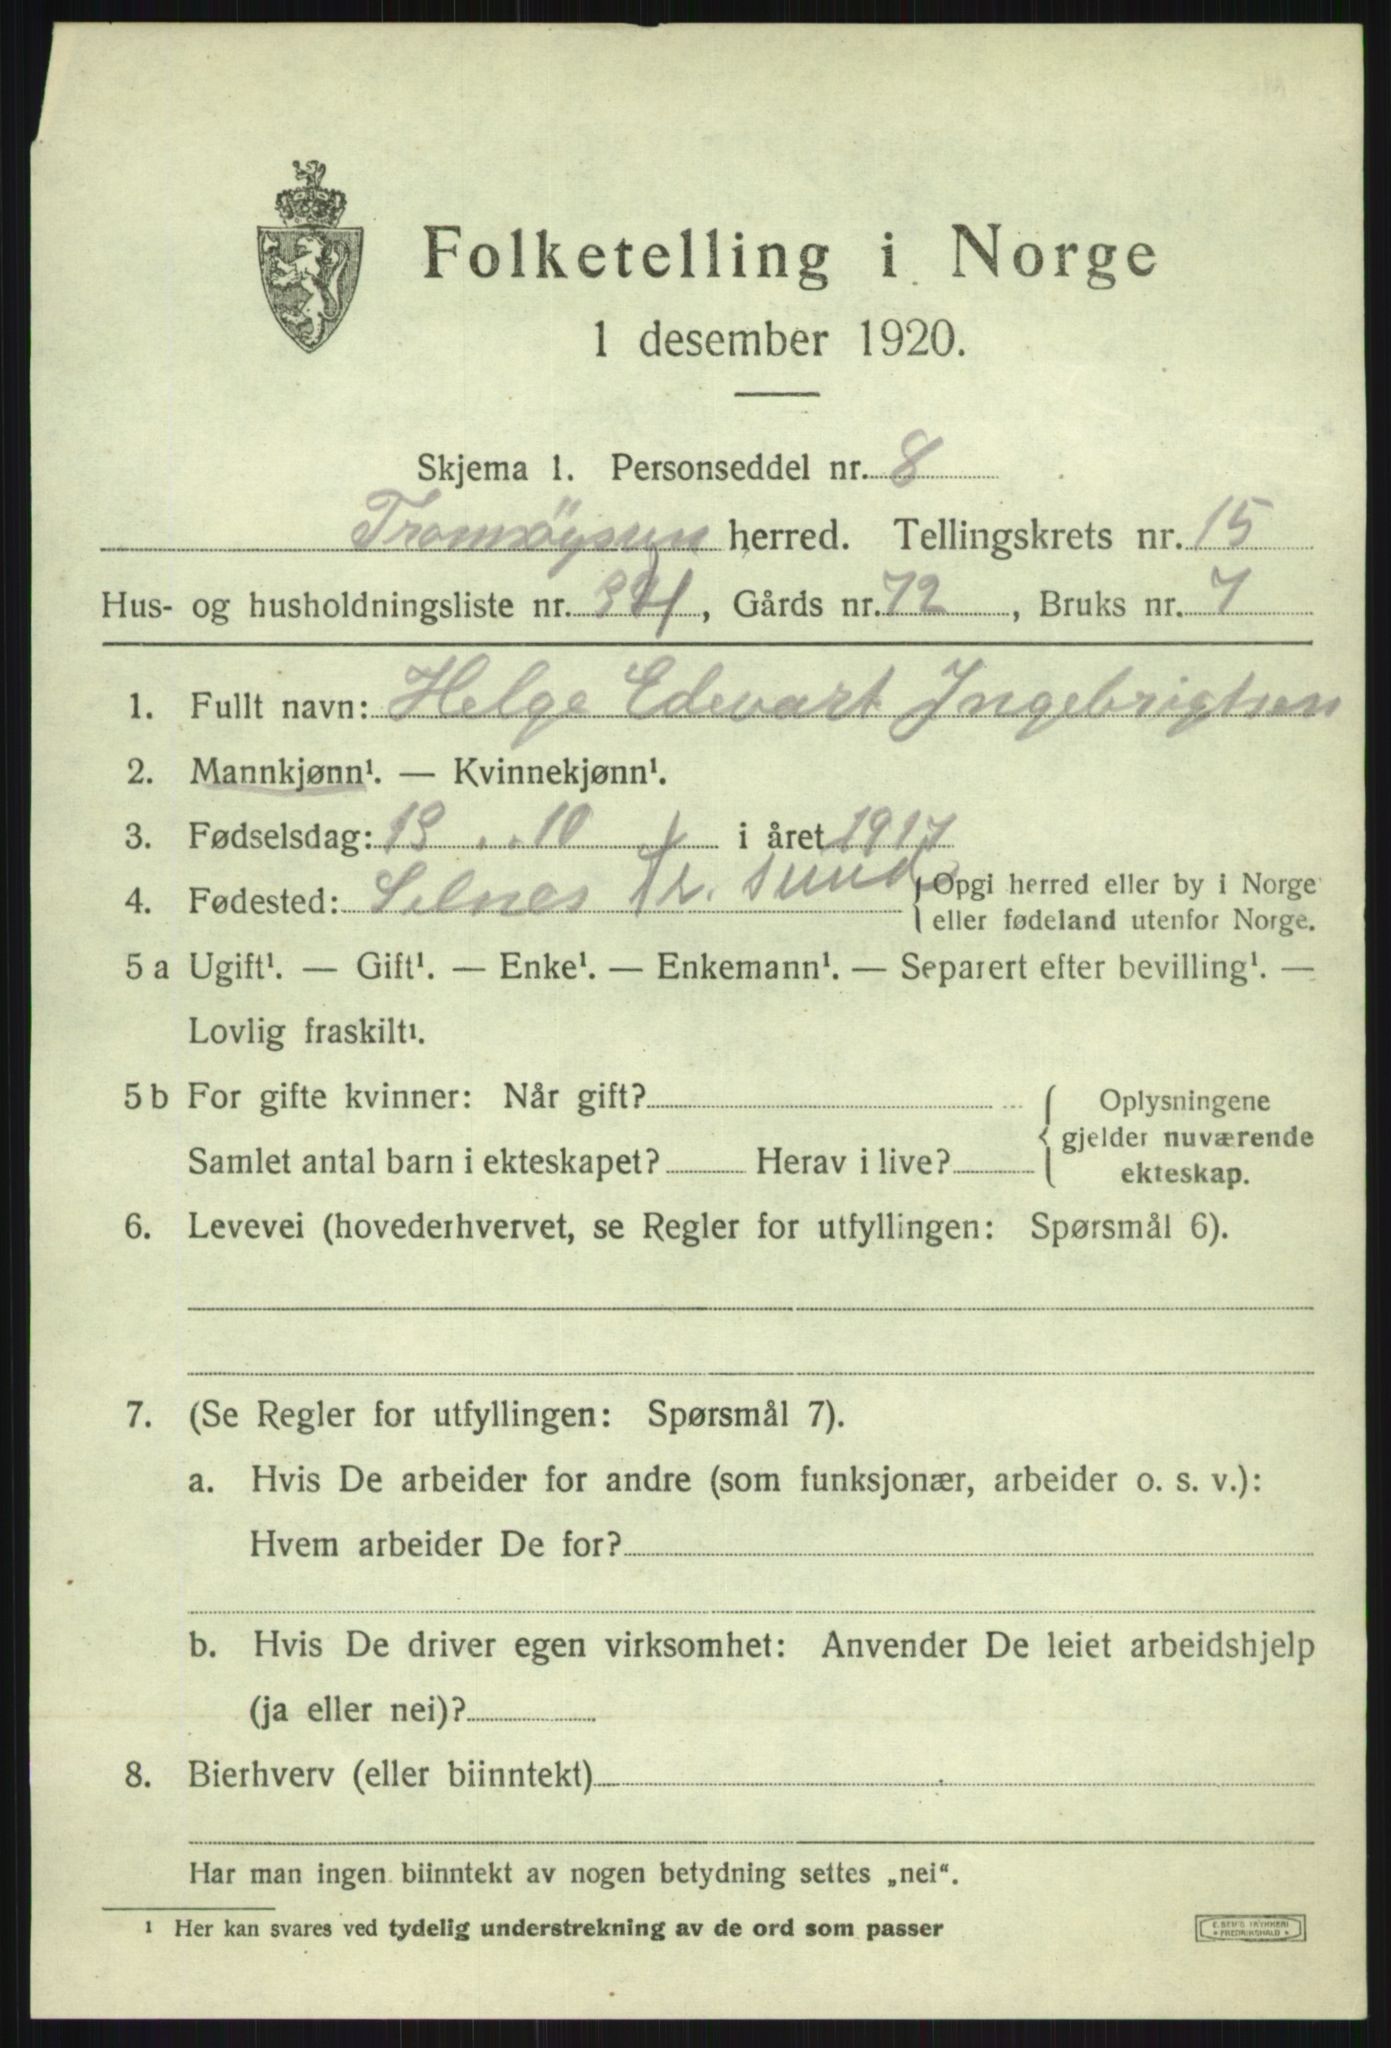 Folketelling i Norge
1 desember 1920.
Skjema 1. Personseddel nr. 8
Tromsøysun herred. Tellingskrets nr. 15
Hus- og husholdningsliste nr. , Gårds nr. 72, Bruks nr. 7
1. Fullt navn: Helge Edevart Ingebrigtsen
2. Mannkjønn¹. — Kvinnekjønn¹.
3. Fødselsdag: 10 i året 1917
4. Fødested: Selnes Tr. sund { Opgi herred eller by i Norge
eller fødeland utenfor Norge.
5 a Ugift¹. — Gift¹. — Enke¹. — Enkemann¹. — Separert efter bevilling¹. —
Lovlig fraskilt¹.
5 b For gifte kvinner: Når gift? { Oplysningene
gjelder nuværende
Samlet antal barn i ekteskapet? Herav i live? ekteskap.
6. Levevei (hovederhvervet, se Regler for utfyllingen: Spørsmål 6).
7. (Se Regler for utfyllingen: Spørsmål 7).
a. Hvis De arbeider for andre (som funksjonær, arbeider o. s. v.):
Hvem arbeider De for?
b. Hvis De driver egen virksomhet: Anvender De leiet arbeidshjelp
(ja eller nei)?
8. Bierhverv (eller biinntekt)
Har man ingen biinntekt av nogen betydning settes „nei“.
¹ Her kan svares ved tydelig understrekning av de ord som passer